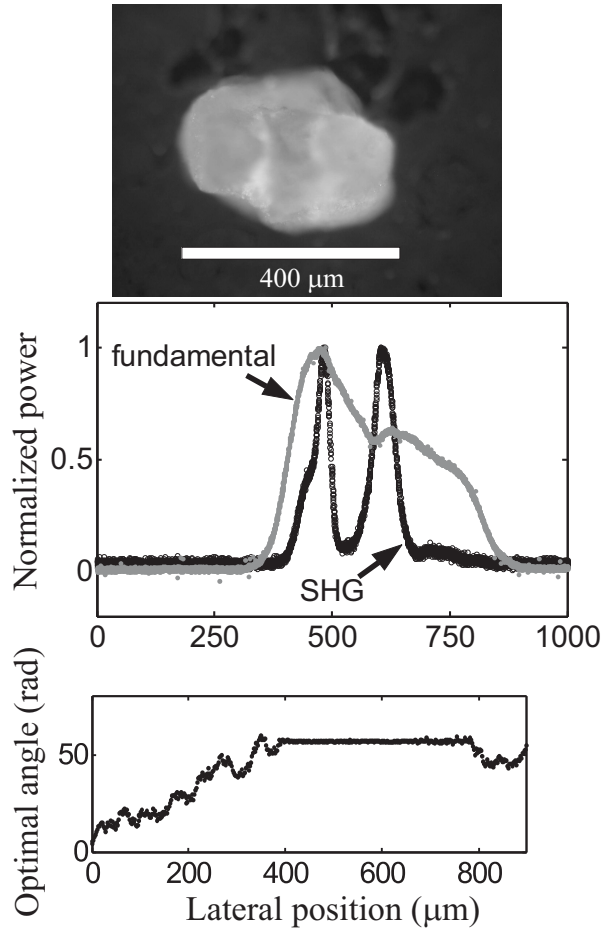 400 μm
Normalized power
1
0.5
0
fundamental
SHG
0 250 500 750 1000
Optimal angle (rad)
50
0
0 200 400 600 800
Lateral position (μm)